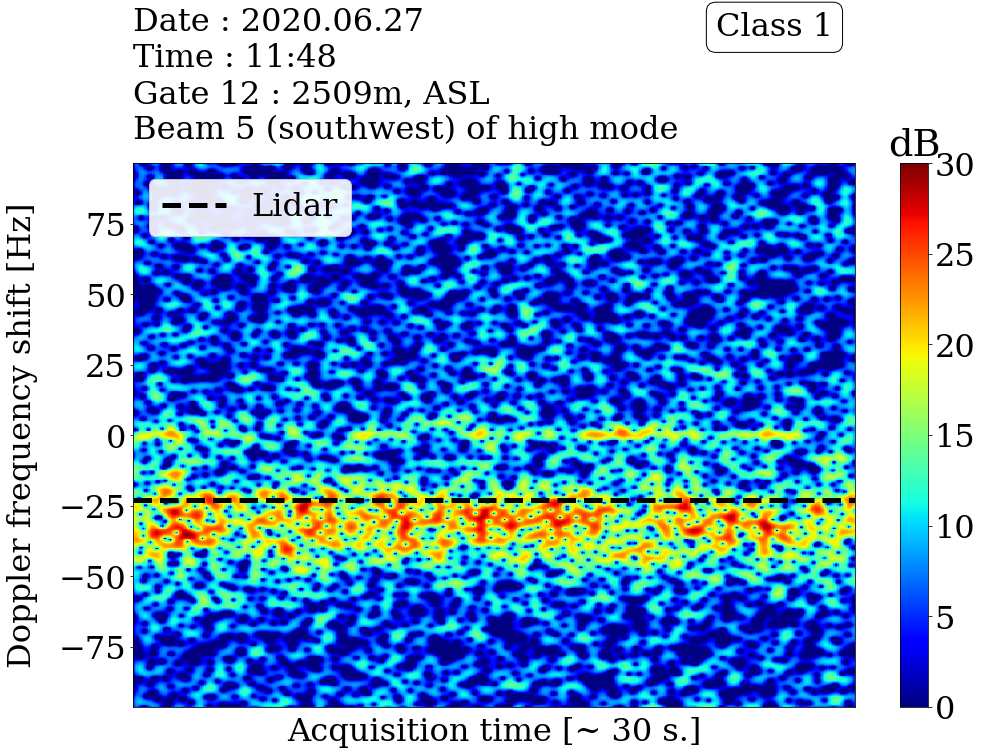 Date : 2020.06.27
Time : 11:48
Gate 12 : 2509m, ASL
Beam 5 (southwest) of high mode
Class 1
dB
Lidar
Doppler frequency shift [Hz]
75
50
25
0
−25
−50
−75
30
25
20
15
10
5
0
Acquisition time [~ 30 s.]